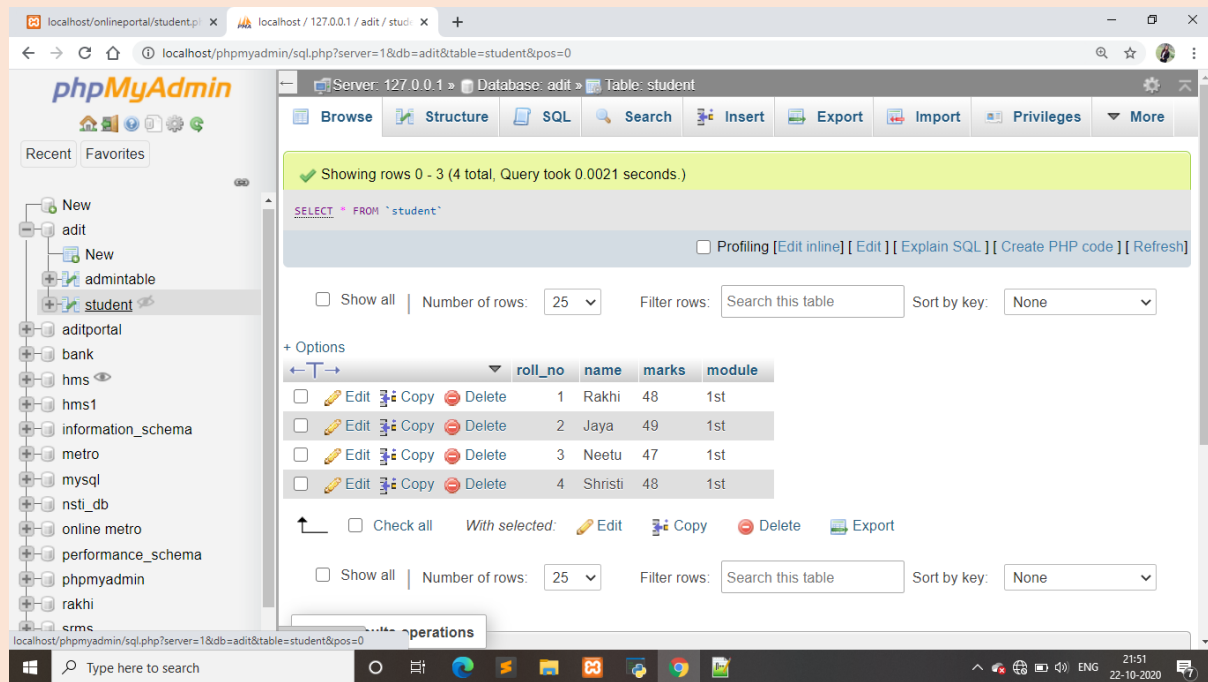 localhost/onlineportal/student.p
localhost / 127.0.0.1 / adit / stude
localhost/phpmyadmin/sql.php?server=1&db=adit&table=student&pos=0
phpMyAdmin
Recent Favorites
New
adit
New
admintable
student
aditportal
bank
hms
hms1
information_schema
metro
mysql
nsti_db
online metro
performance_schema
phpmyadmin
rakhi
srms
localhost/phpmyadmin/sql.php?server=1&db=adit&table=student&pos=0
Server: 127.0.0.1 » Database: adit » Table: student
Browse Structure SQL Search Insert Export Import Privileges More
Showing rows 0 - 3 (4 total, Query took 0.0021 seconds.)
SELECT * FROM `student`
Profiling [Edit inline] [ Edit ] [ Explain SQL ] [ Create PHP code ] [ Refresh]
Show all | Number of rows: 25 Filter rows: Search this table Sort by key: None
+ Options
←T→ roll_no name marks module
Edit Copy Delete 1 Rakhi 48 1st
Edit Copy Delete 2 Jaya 49 1st
Edit Copy Delete 3 Neetu 47 1st
Edit Copy Delete 4 Shristi 48 1st
Check all With selected: Edit Copy Delete Export
Show all | Number of rows: 25 Filter rows: Search this table Sort by key: None
operations
Type here to search
ENG
21:51
22-10-2020